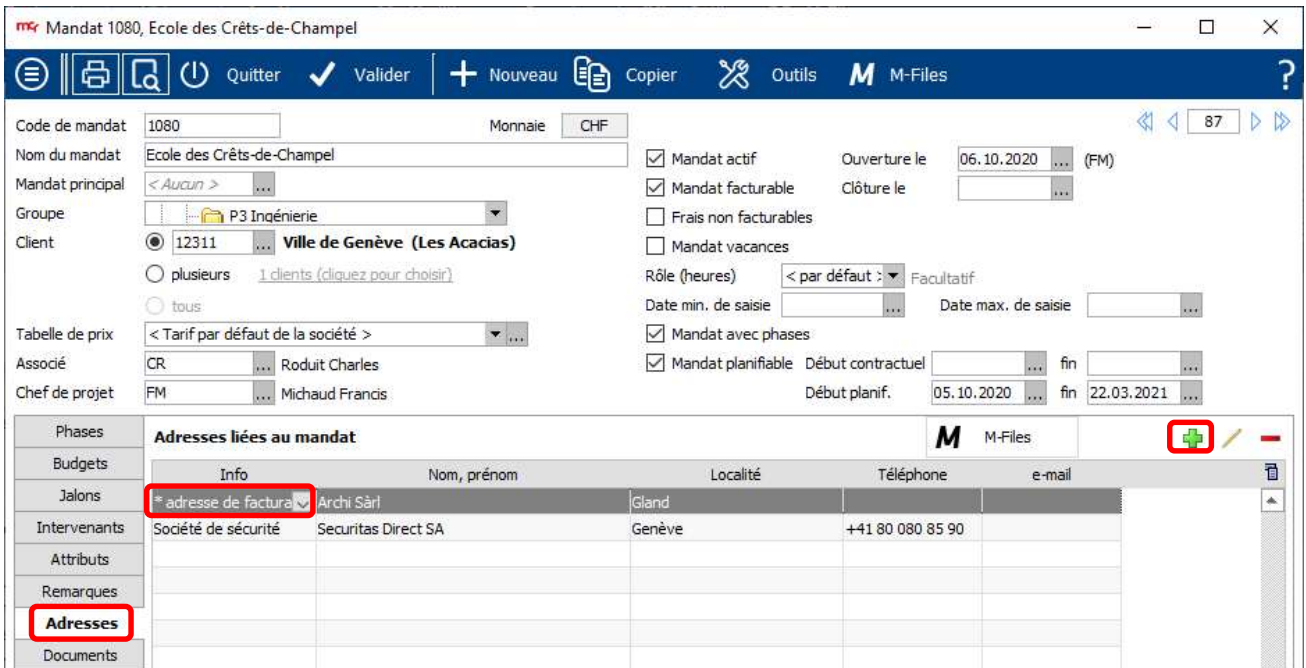 mcr Mandat 1080, Ecole des Crêts-de-Champel
Quitter Valider Nouveau Copier Outils M M-Files ?
Code de mandat 1080 Monnaie CHF 87
Nom du mandat Ecole des Crêts-de-Champel Mandat actif Ouverture le 06.10.2020 ... (FM)
Mandat principal < Aucun > ... Mandat facturable Clôture le ...
Groupe P3 Ingénierie Frais non facturables
Client 12311 ... Ville de Genève (Les Acacias) Mandat vacances
plusieurs 1 clients (cliquez pour choisir) Rôle (heures) < par défaut > Facultatif
tous Date min. de saisie ... Date max. de saisie ...
Tabelle de prix < Tarif par défaut de la société > ... Mandat avec phases
Associé CR ... Roduit Charles Mandat planifiable Début contractuel ... fin ...
Chef de projet FM ... Michaud Francis Début planif. 05.10.2020 ... fin 22.03.2021 ...
Phases Adresses liées au mandat M M-Files
Budgets Info Nom, prénom Localité Téléphone e-mail
Jalons * adresse de factura Archi Sàrl Gland
Intervenants Société de sécurité Securitas Direct SA Genève +41 80 080 85 90
Attributs
Remarques
Adresses
Documents